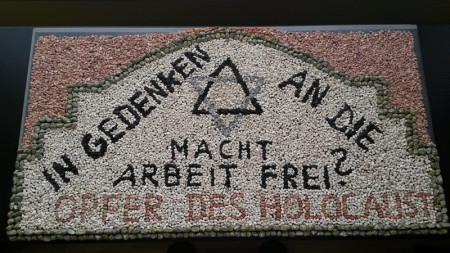 IN GEDENKEN AN DIE
MACHT
ARBEIT FREI?
OPFER DES HOLOCAUST